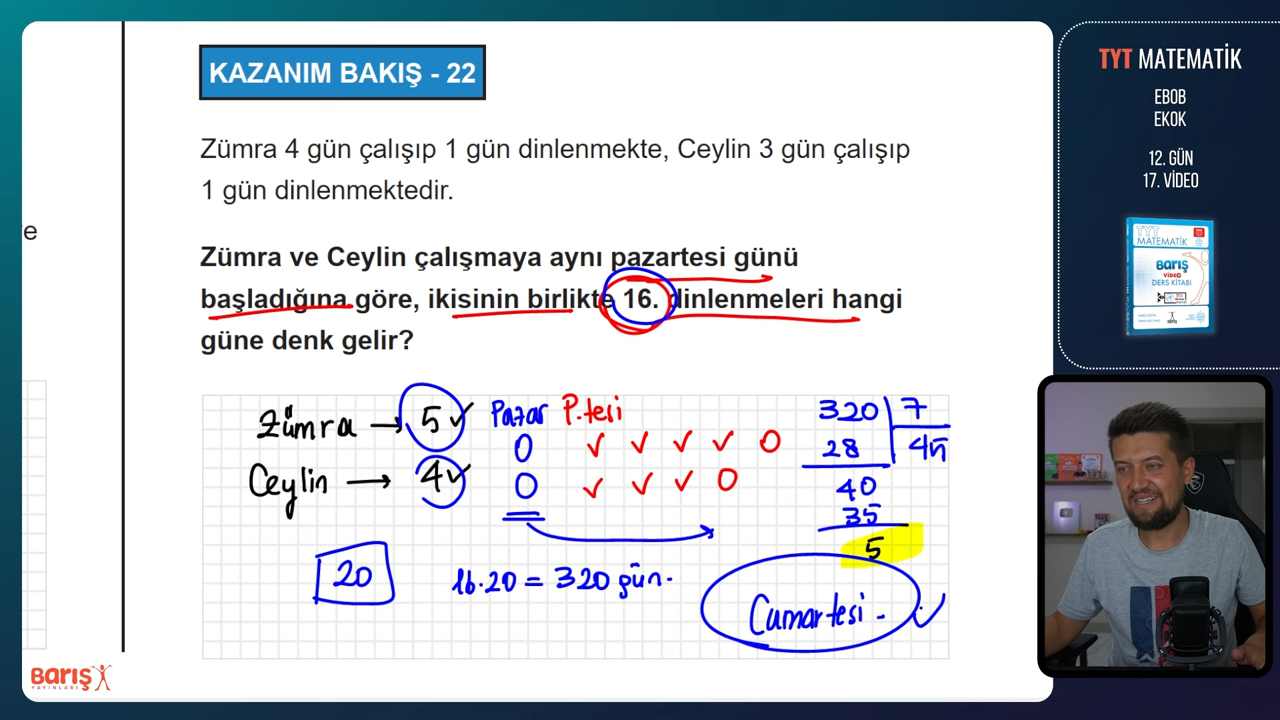 KAZANIM BAKIŞ - 22
Zümra 4 gün çalışıp 1 gün dinlenmekte, Ceylin 3 gün çalışıp
1 gün dinlenmektedir.
e
Zümra ve Ceylin çalışmaya aynı pazartesi günü
başladığına göre, ikisinin birlikte 16. dinlenmeleri hangi
güne denk gelir?
Zümra → 5 ✓ Pazar P.tesi
0 ✓ ✓ ✓ ✓ 0
Ceylin → 4 ✓ 0 ✓ ✓ ✓ 0
20
16.20 = 320 gün.
320 7
28 45
40
35
5
Cumartesi - ✓
BARIŞ
YAYINLARI
TYT MATEMATİK
EBOB
EKOK
12. GÜN
17. VİDEO
TYT
MATEMATİK
BARIŞ
VİDEO
DERS KİTABI